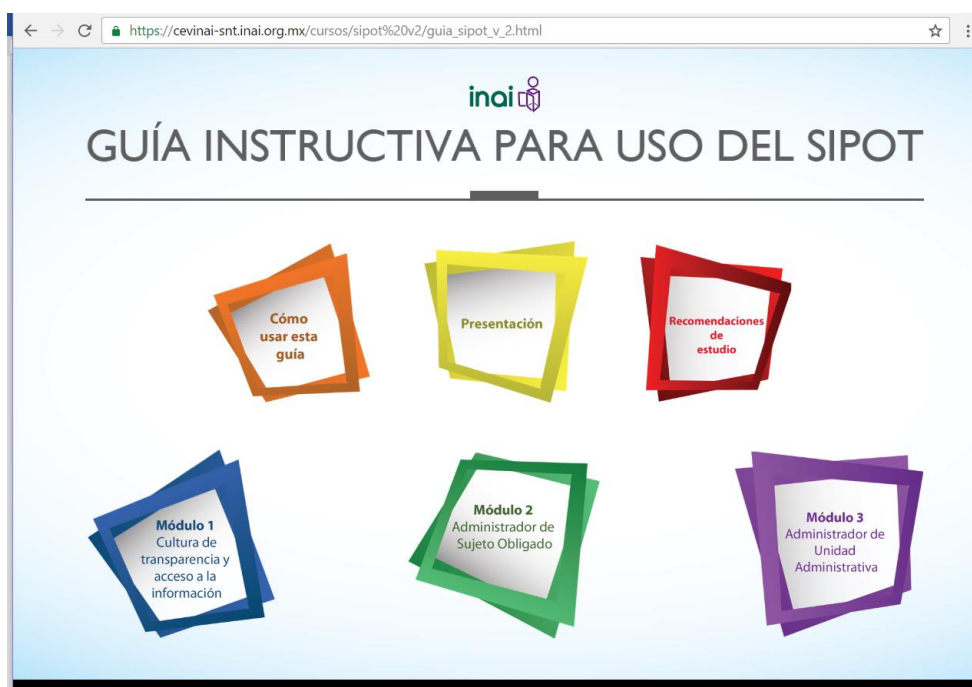 https://cevinai-snt.inai.org.mx/cursos/sipot%20v2/guia_sipot_v_2.html
inai
GUÍA INSTRUCTIVA PARA USO DEL SIPOT
Cómo
usar esta
guía
Presentación
Recomendaciones
de
estudio
Módulo 1
Cultura de
transparencia y
acceso a la
información
Módulo 2
Administrador de
Sujeto Obligado
Módulo 3
Administrador de
Unidad
Administrativa